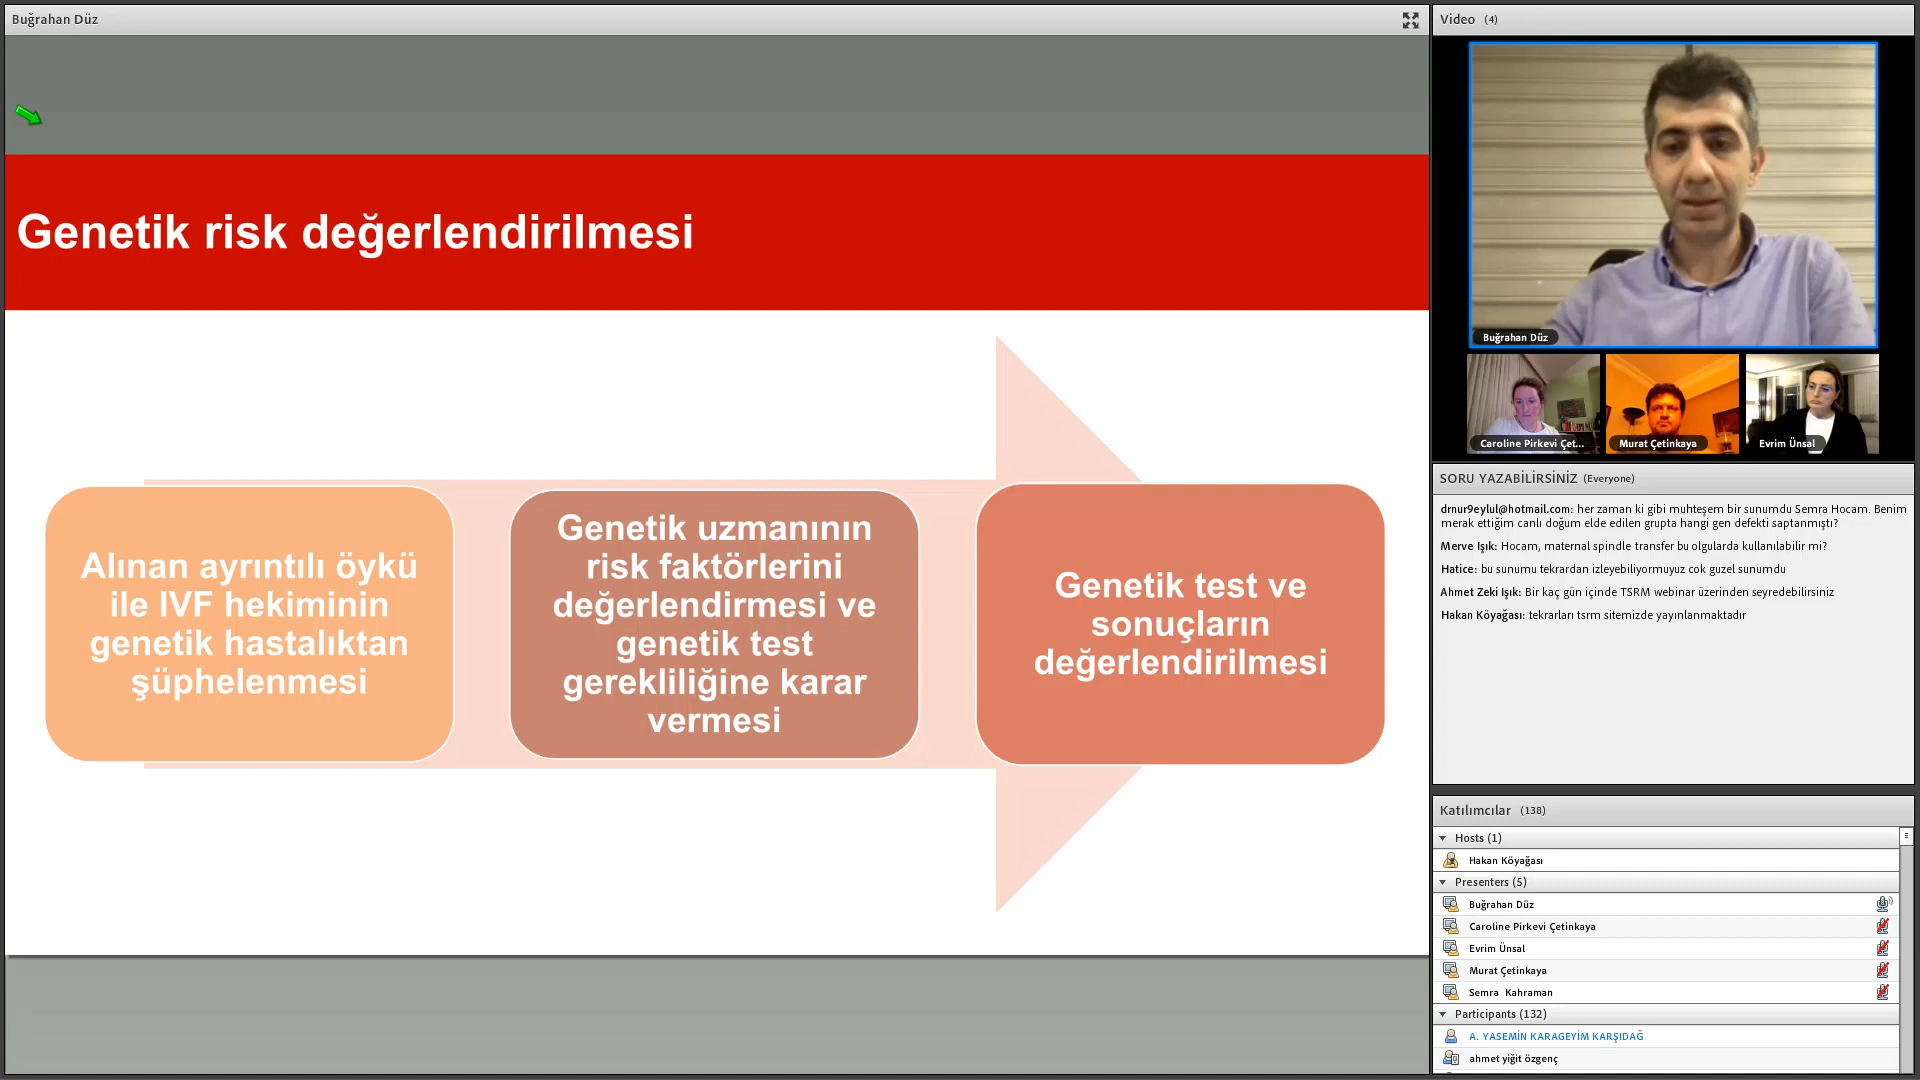 Buğrahan Düz
Genetik risk değerlendirilmesi
Alınan ayrıntılı öykü
ile IVF hekiminin
genetik hastalıktan
şüphelenmesi
Genetik uzmanının
risk faktörlerini
değerlendirmesi ve
genetik test
gerekliliğine karar
vermesi
Genetik test ve
sonuçların
değerlendirilmesi
Video (4)
Buğrahan Düz
Caroline Pirkevi Çet...
Murat Çetinkaya
Evrim Ünsal
SORU YAZABİLİRSİNİZ (Everyone)
drnur9eylul@hotmail.com: her zaman ki gibi muhteşem bir sunumdu Semra Hocam. Benim
merak ettiğim canlı doğum elde edilen grupta hangi gen defekti saptanmıştı?
Merve Işık: Hocam, maternal spindle transfer bu olgularda kullanılabilir mi?
Hatice: bu sunumu tekrardan izleyebiliyormuyuz cok guzel sunumdu
Ahmet Zeki Işık: Bir kaç gün içinde TSRM webinar üzerinden seyredebilirsiniz
Hakan Köyağası: tekrarları tsrm sitemizde yayınlanmaktadır
Katılımcılar (138)
Hosts (1)
Hakan Köyağası
Presenters (5)
Buğrahan Düz
Caroline Pirkevi Çetinkaya
Evrim Ünsal
Murat Çetinkaya
Semra Kahraman
Participants (132)
A. YASEMİN KARAGEYİM KARŞIDAĞ
ahmet yiğit özgenç